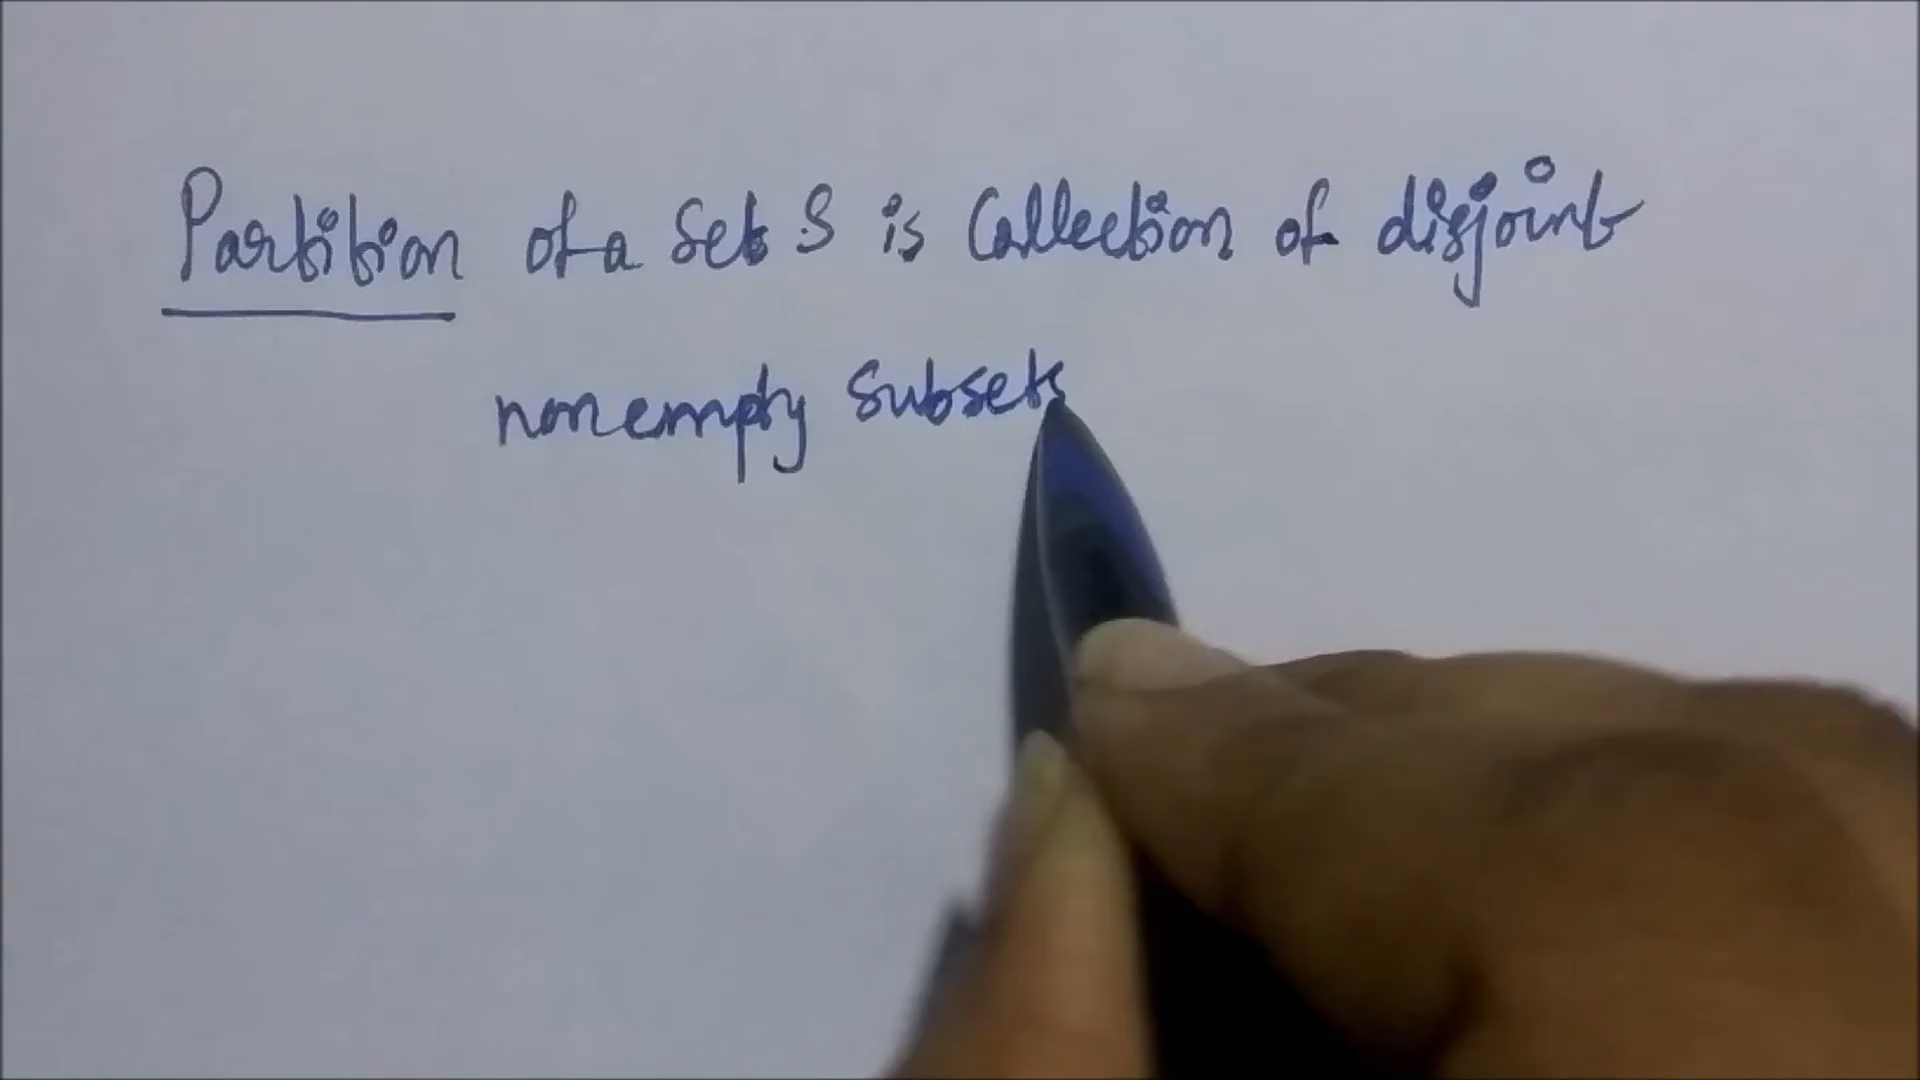 Partition of a Set S is Collection of disjoint
nonempty subsets